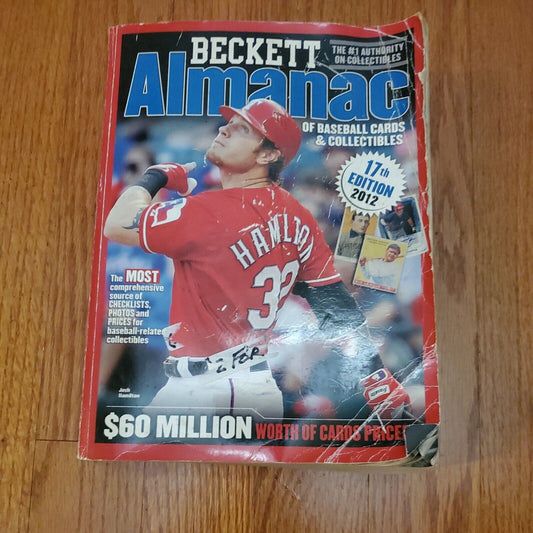 BECKETT
THE #1 AUTHORITY
ON COLLECTIBLES
Almanac
OF BASEBALL CARDS
& COLLECTIBLES
17th
EDITION
2012
HAMILTON
32
The MOST
comprehensive
source of
CHECKLISTS,
PHOTOS and
PRICES for
baseball-related
collectibles
Josh
Hamilton
$60 MILLION WORTH OF CARDS PRICED